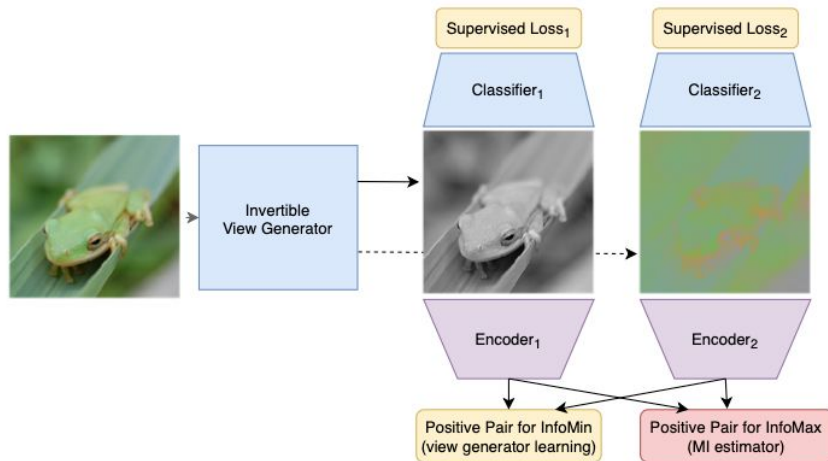 Supervised Loss₁
Supervised Loss₂
Classifier₁
Classifier₂
Invertible
View Generator
Encoder₁
Encoder₂
Positive Pair for InfoMin
(view generator learning)
Positive Pair for InfoMax
(MI estimator)